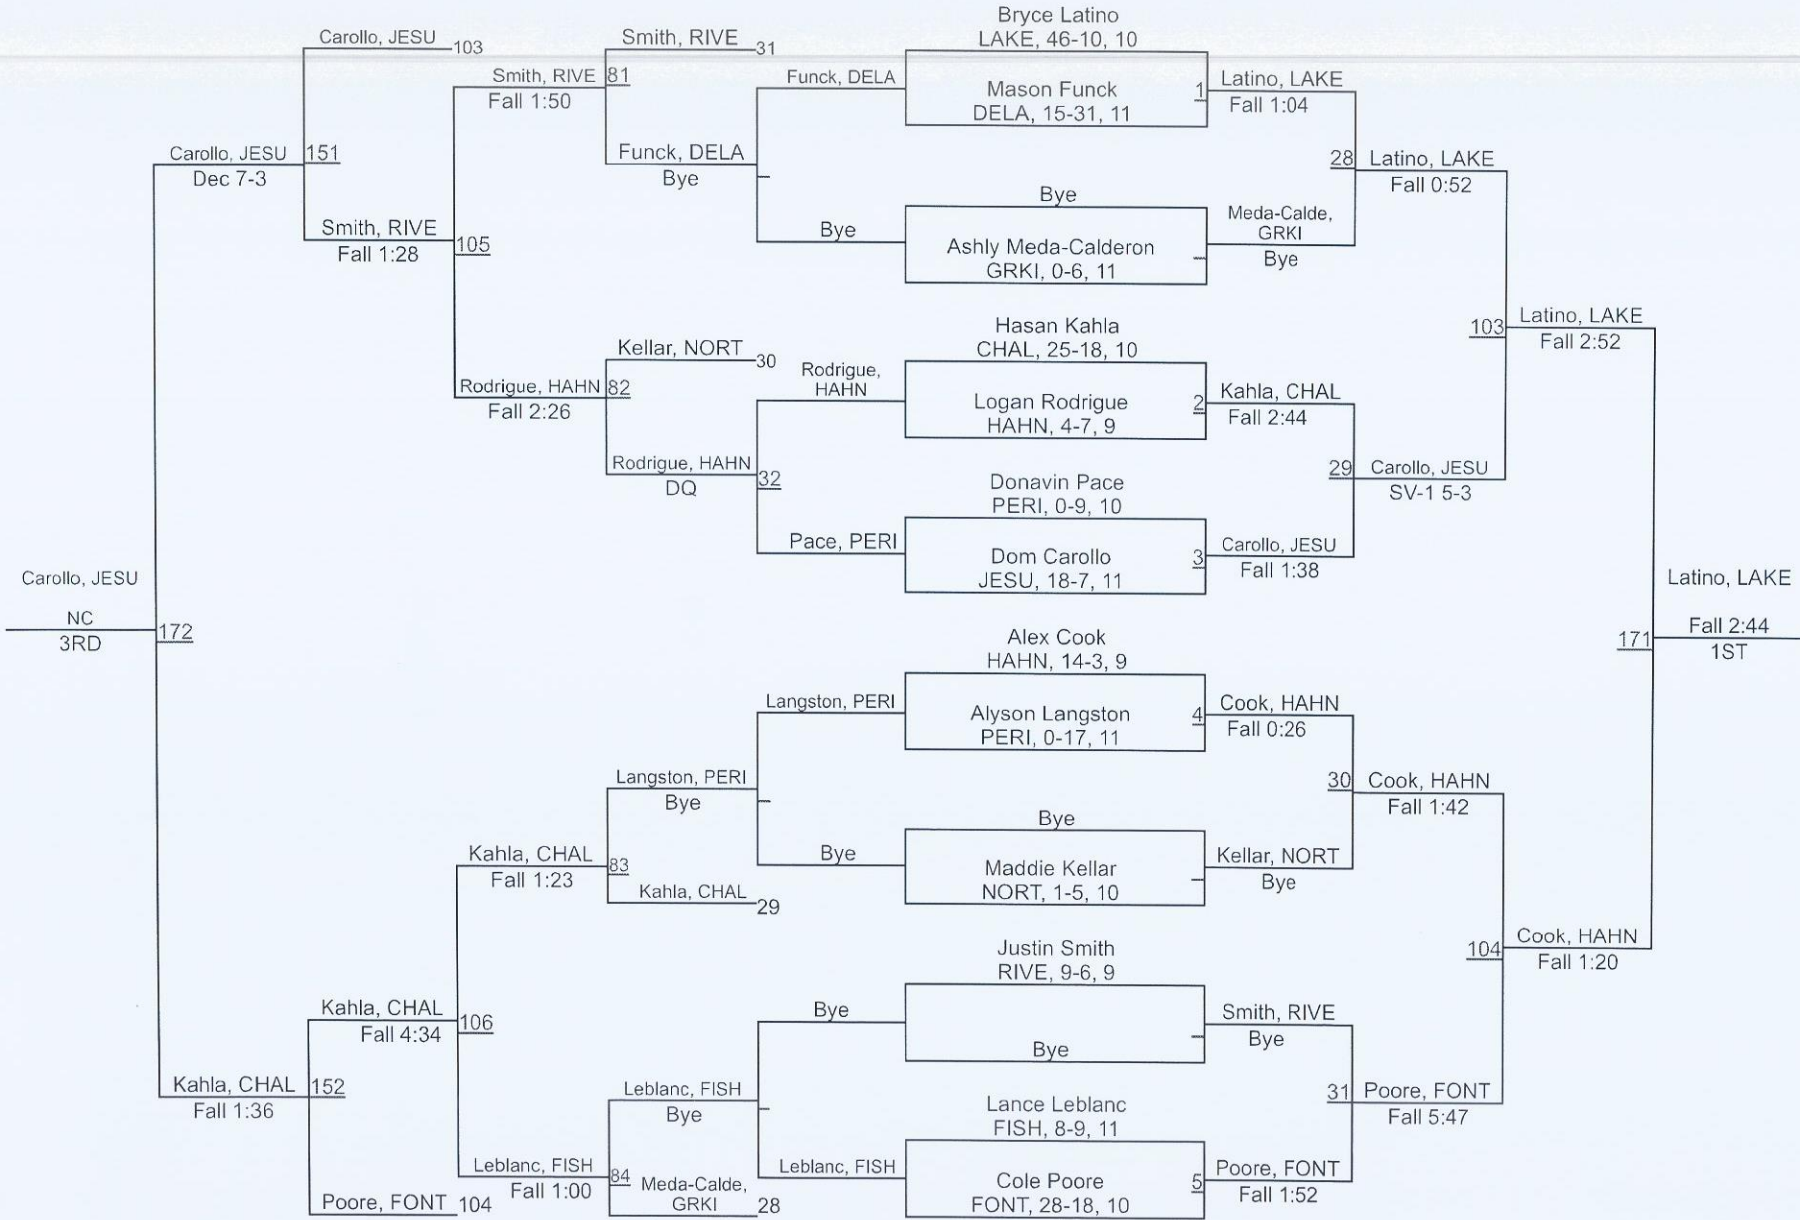 Bryce Latino
LAKE, 46-10, 10
Mason Funck
DELA, 15-31, 11
1
Bye
Ashly Meda-Calderon
GRKI, 0-6, 11
Hasan Kahla
CHAL, 25-18, 10
Logan Rodrigue
HAHN, 4-7, 9
2
Donavin Pace
PERI, 0-9, 10
Dom Carollo
JESU, 18-7, 11
3
Alex Cook
HAHN, 14-3, 9
Alyson Langston
PERI, 0-17, 11
4
Bye
Maddie Kellar
NORT, 1-5, 10
Justin Smith
RIVE, 9-6, 9
Bye
Lance Leblanc
FISH, 8-9, 11
Cole Poore
FONT, 28-18, 10
5
Latino, LAKE
Fall 1:04
Meda-Calde,
GRKI
Bye
Kahla, CHAL
Fall 2:44
Carollo, JESU
Fall 1:38
Cook, HAHN
Fall 0:26
Kellar, NORT
Bye
Smith, RIVE
Bye
Poore, FONT
Fall 1:52
28
Latino, LAKE
Fall 0:52
29
Carollo, JESU
SV-1 5-3
30
Cook, HAHN
Fall 1:42
31
Poore, FONT
Fall 5:47
103
Latino, LAKE
Fall 2:52
104
Cook, HAHN
Fall 1:20
Latino, LAKE
171
Fall 2:44
1ST
Funck, DELA
Bye
Rodrigue,
HAHN
Pace, PERI
Langston, PERI
Bye
Bye
Leblanc, FISH
Smith, RIVE
31
Funck, DELA
Bye
Kellar, NORT
30
Rodrigue, HAHN
32
DQ
Langston, PERI
Bye
Kahla, CHAL
29
Leblanc, FISH
Bye
Meda-Calde,
GRKI
28
Smith, RIVE
81
Fall 1:50
Rodrigue, HAHN
82
Fall 2:26
Kahla, CHAL
83
Fall 1:23
Leblanc, FISH
84
Fall 1:00
Carollo, JESU
103
Smith, RIVE
105
Fall 1:28
Kahla, CHAL
106
Fall 4:34
Poore, FONT
104
Carollo, JESU
151
Dec 7-3
Kahla, CHAL
152
Fall 1:36
Carollo, JESU
NC
172
3RD